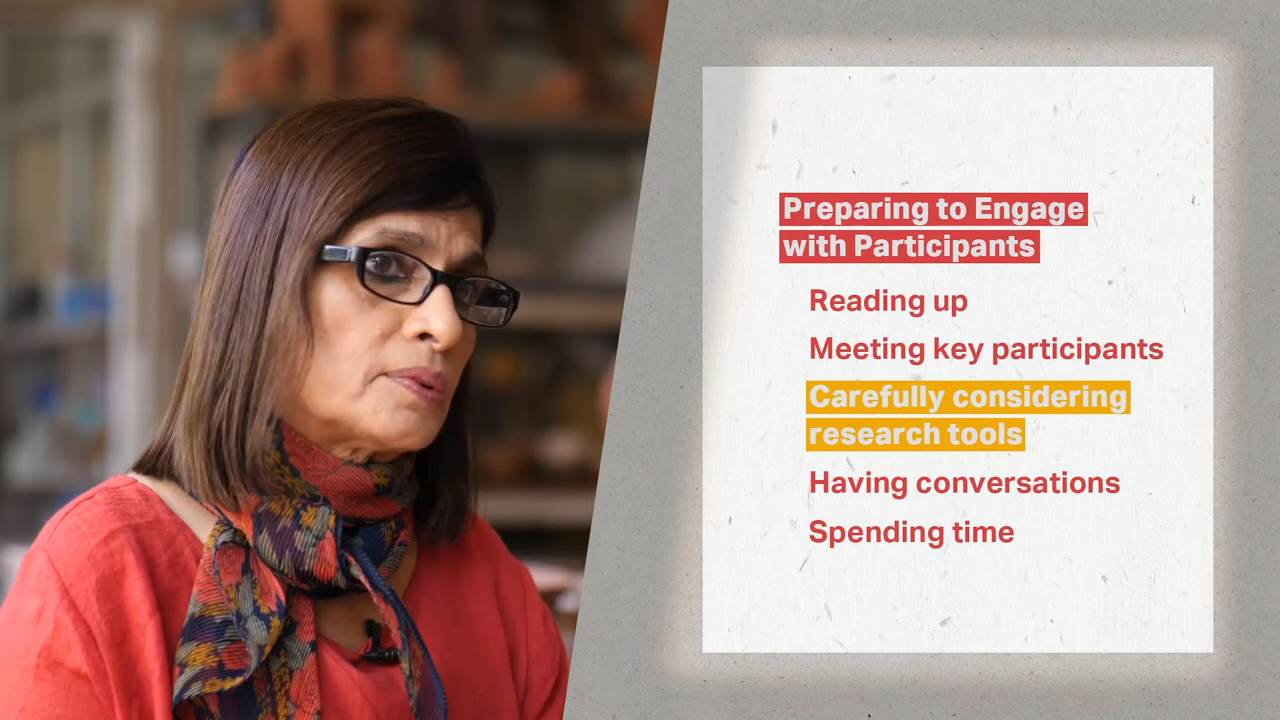 Preparing to Engage
with Participants
Reading up
Meeting key participants
Carefully considering
research tools
Having conversations
Spending time